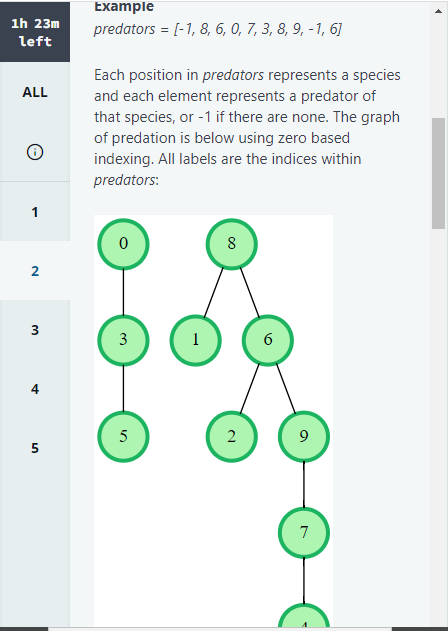 1h 23m
left
ALL
1
2
3
4
5
Example
predators = [-1, 8, 6, 0, 7, 3, 8, 9, -1, 6]
Each position in predators represents a species
and each element represents a predator of
that species, or -1 if there are none. The graph
of predation is below using zero based
indexing. All labels are the indices within
predators:
0
8
3
1
6
5
2
9
7
4